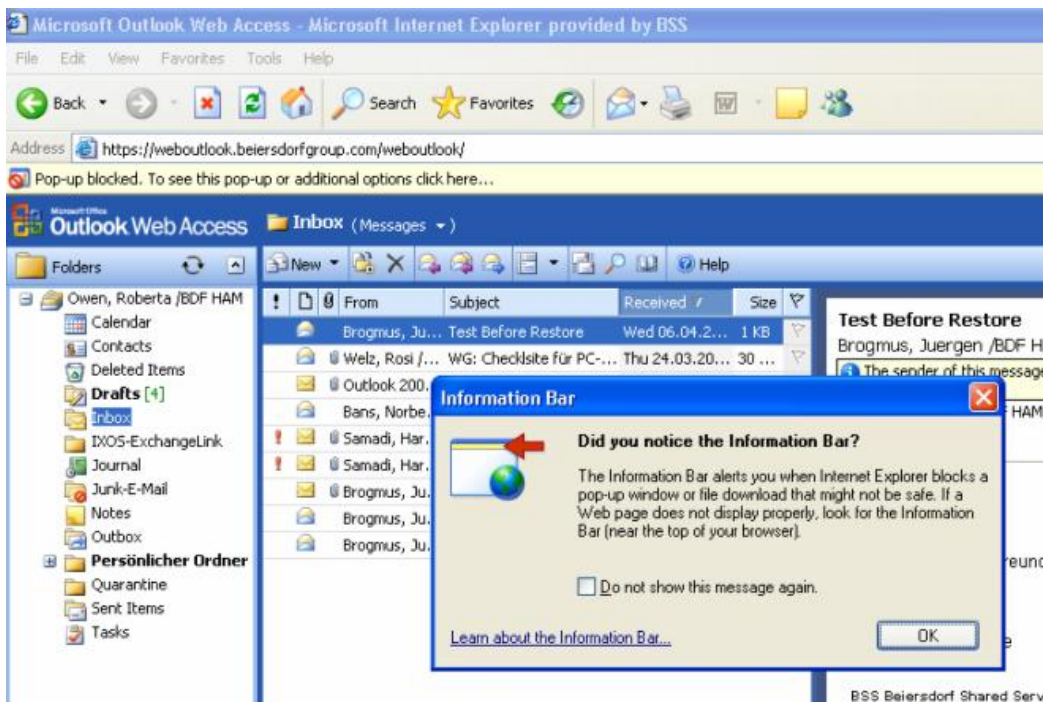 Microsoft Outlook Web Access - Microsoft Internet Explorer provided by BSS
File Edit View Favorites Tools Help
Back Search Favorites
Address https://weboutlook.beiersdorfgroup.com/weboutlook/
Pop-up blocked. To see this pop-up or additional options click here...
Microsoft Office
Outlook Web Access Inbox (Messages )
Folders New Help
Owen, Roberta /BDF HAM
Calendar
Contacts
Deleted Items
Drafts [4]
Inbox
IXOS-ExchangeLink
Journal
Junk-E-Mail
Notes
Outbox
Persönlicher Ordner
Quarantine
Sent Items
Tasks
! From Subject Received Size
Brogmus, Ju... Test Before Restore Wed 06.04.2... 1 KB
Welz, Rosi /... WG: Checklsite für PC-... Thu 24.03.20... 30 ...
Outlook 200.
Bans, Norbe.
! Samadi, Har.
! Samadi, Har.
Brogmus, Ju.
Brogmus, Ju.
Brogmus, Ju.
Test Before Restore
Brogmus, Juergen /BDF H
The sender of this message
HAM
reund
e
BSS Beiersdorf Shared Serv
Information Bar
Did you notice the Information Bar?
The Information Bar alerts you when Internet Explorer blocks a
pop-up window or file download that might not be safe. If a
Web page does not display properly, look for the Information
Bar (near the top of your browser).
Do not show this message again.
Learn about the Information Bar...
OK